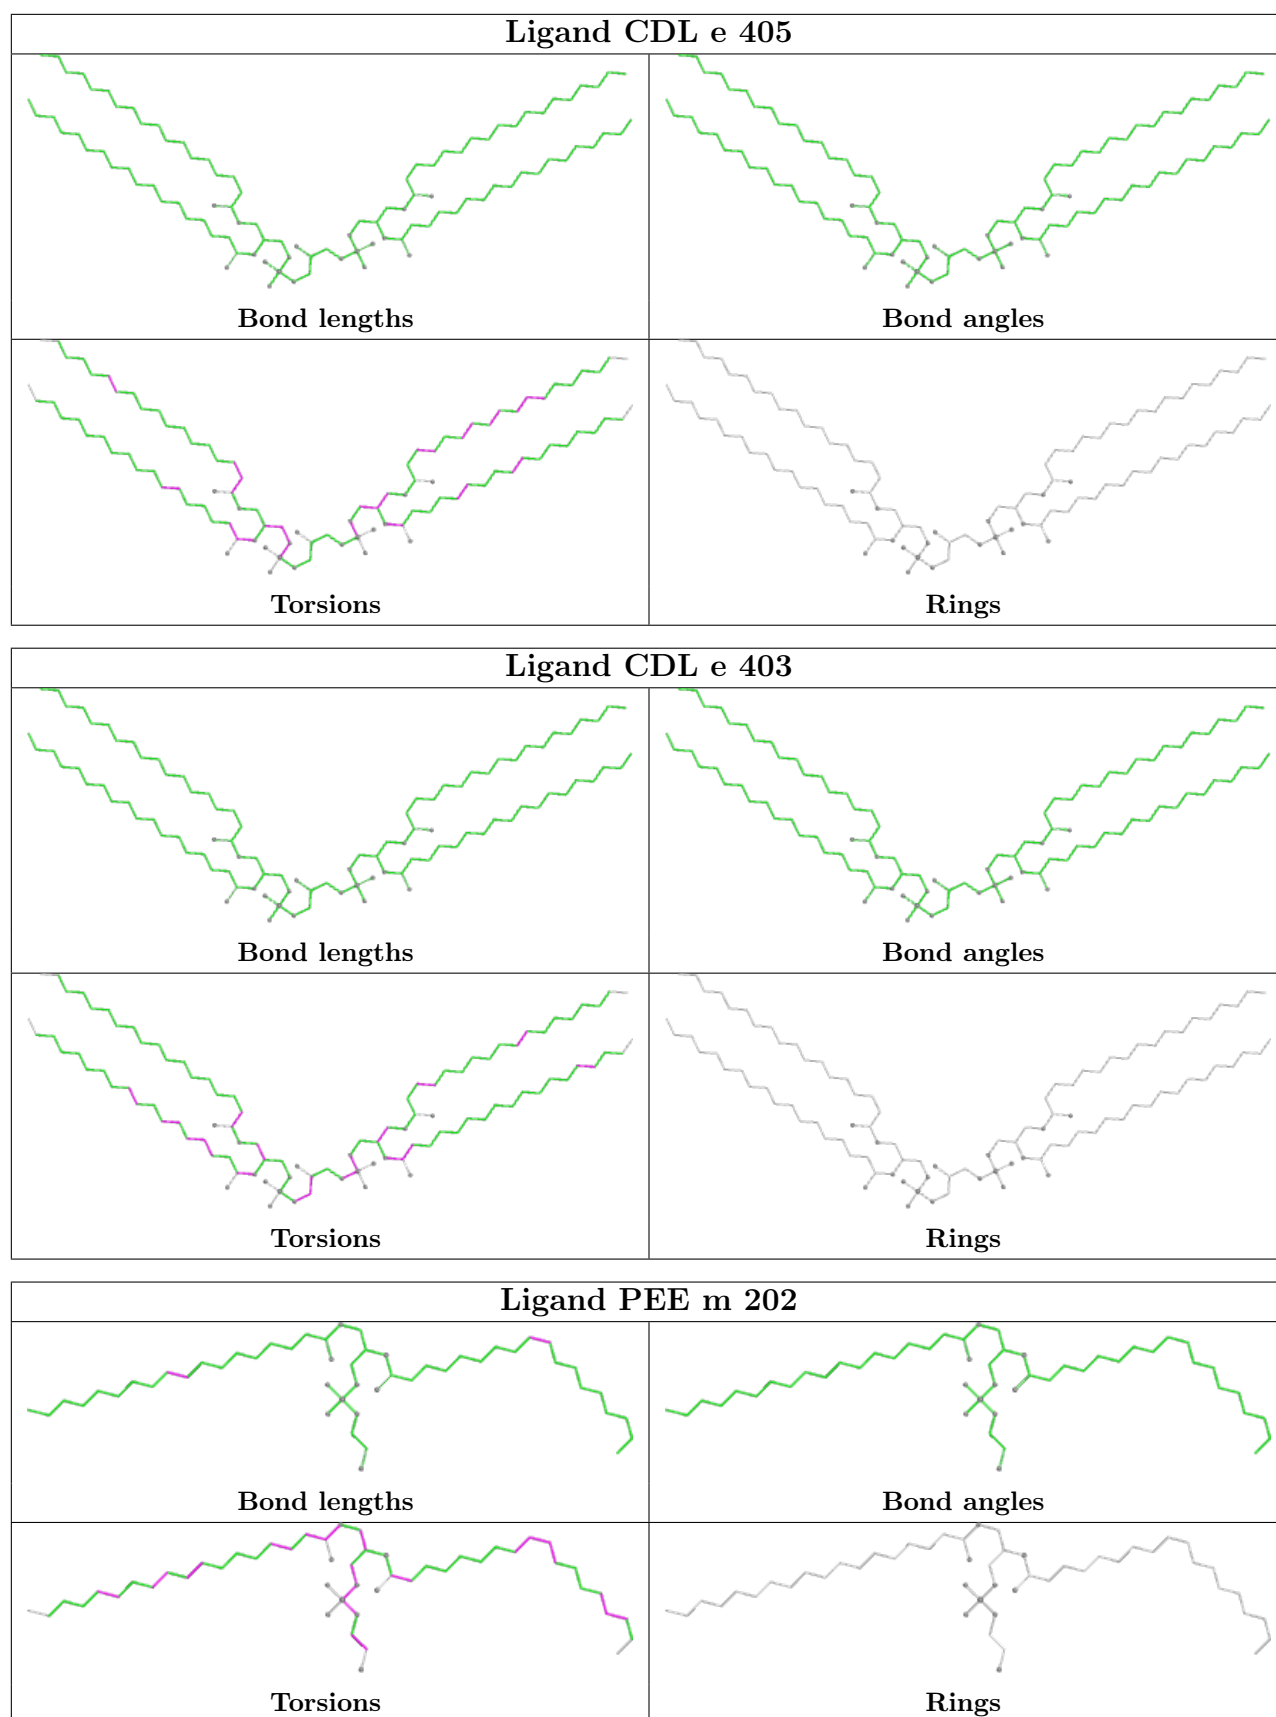 Ligand CDL e 405
Bond lengths
Bond angles
Torsions
Rings
Ligand CDL e 403
Bond lengths
Bond angles
Torsions
Rings
Ligand PEE m 202
Bond lengths
Bond angles
Torsions
Rings